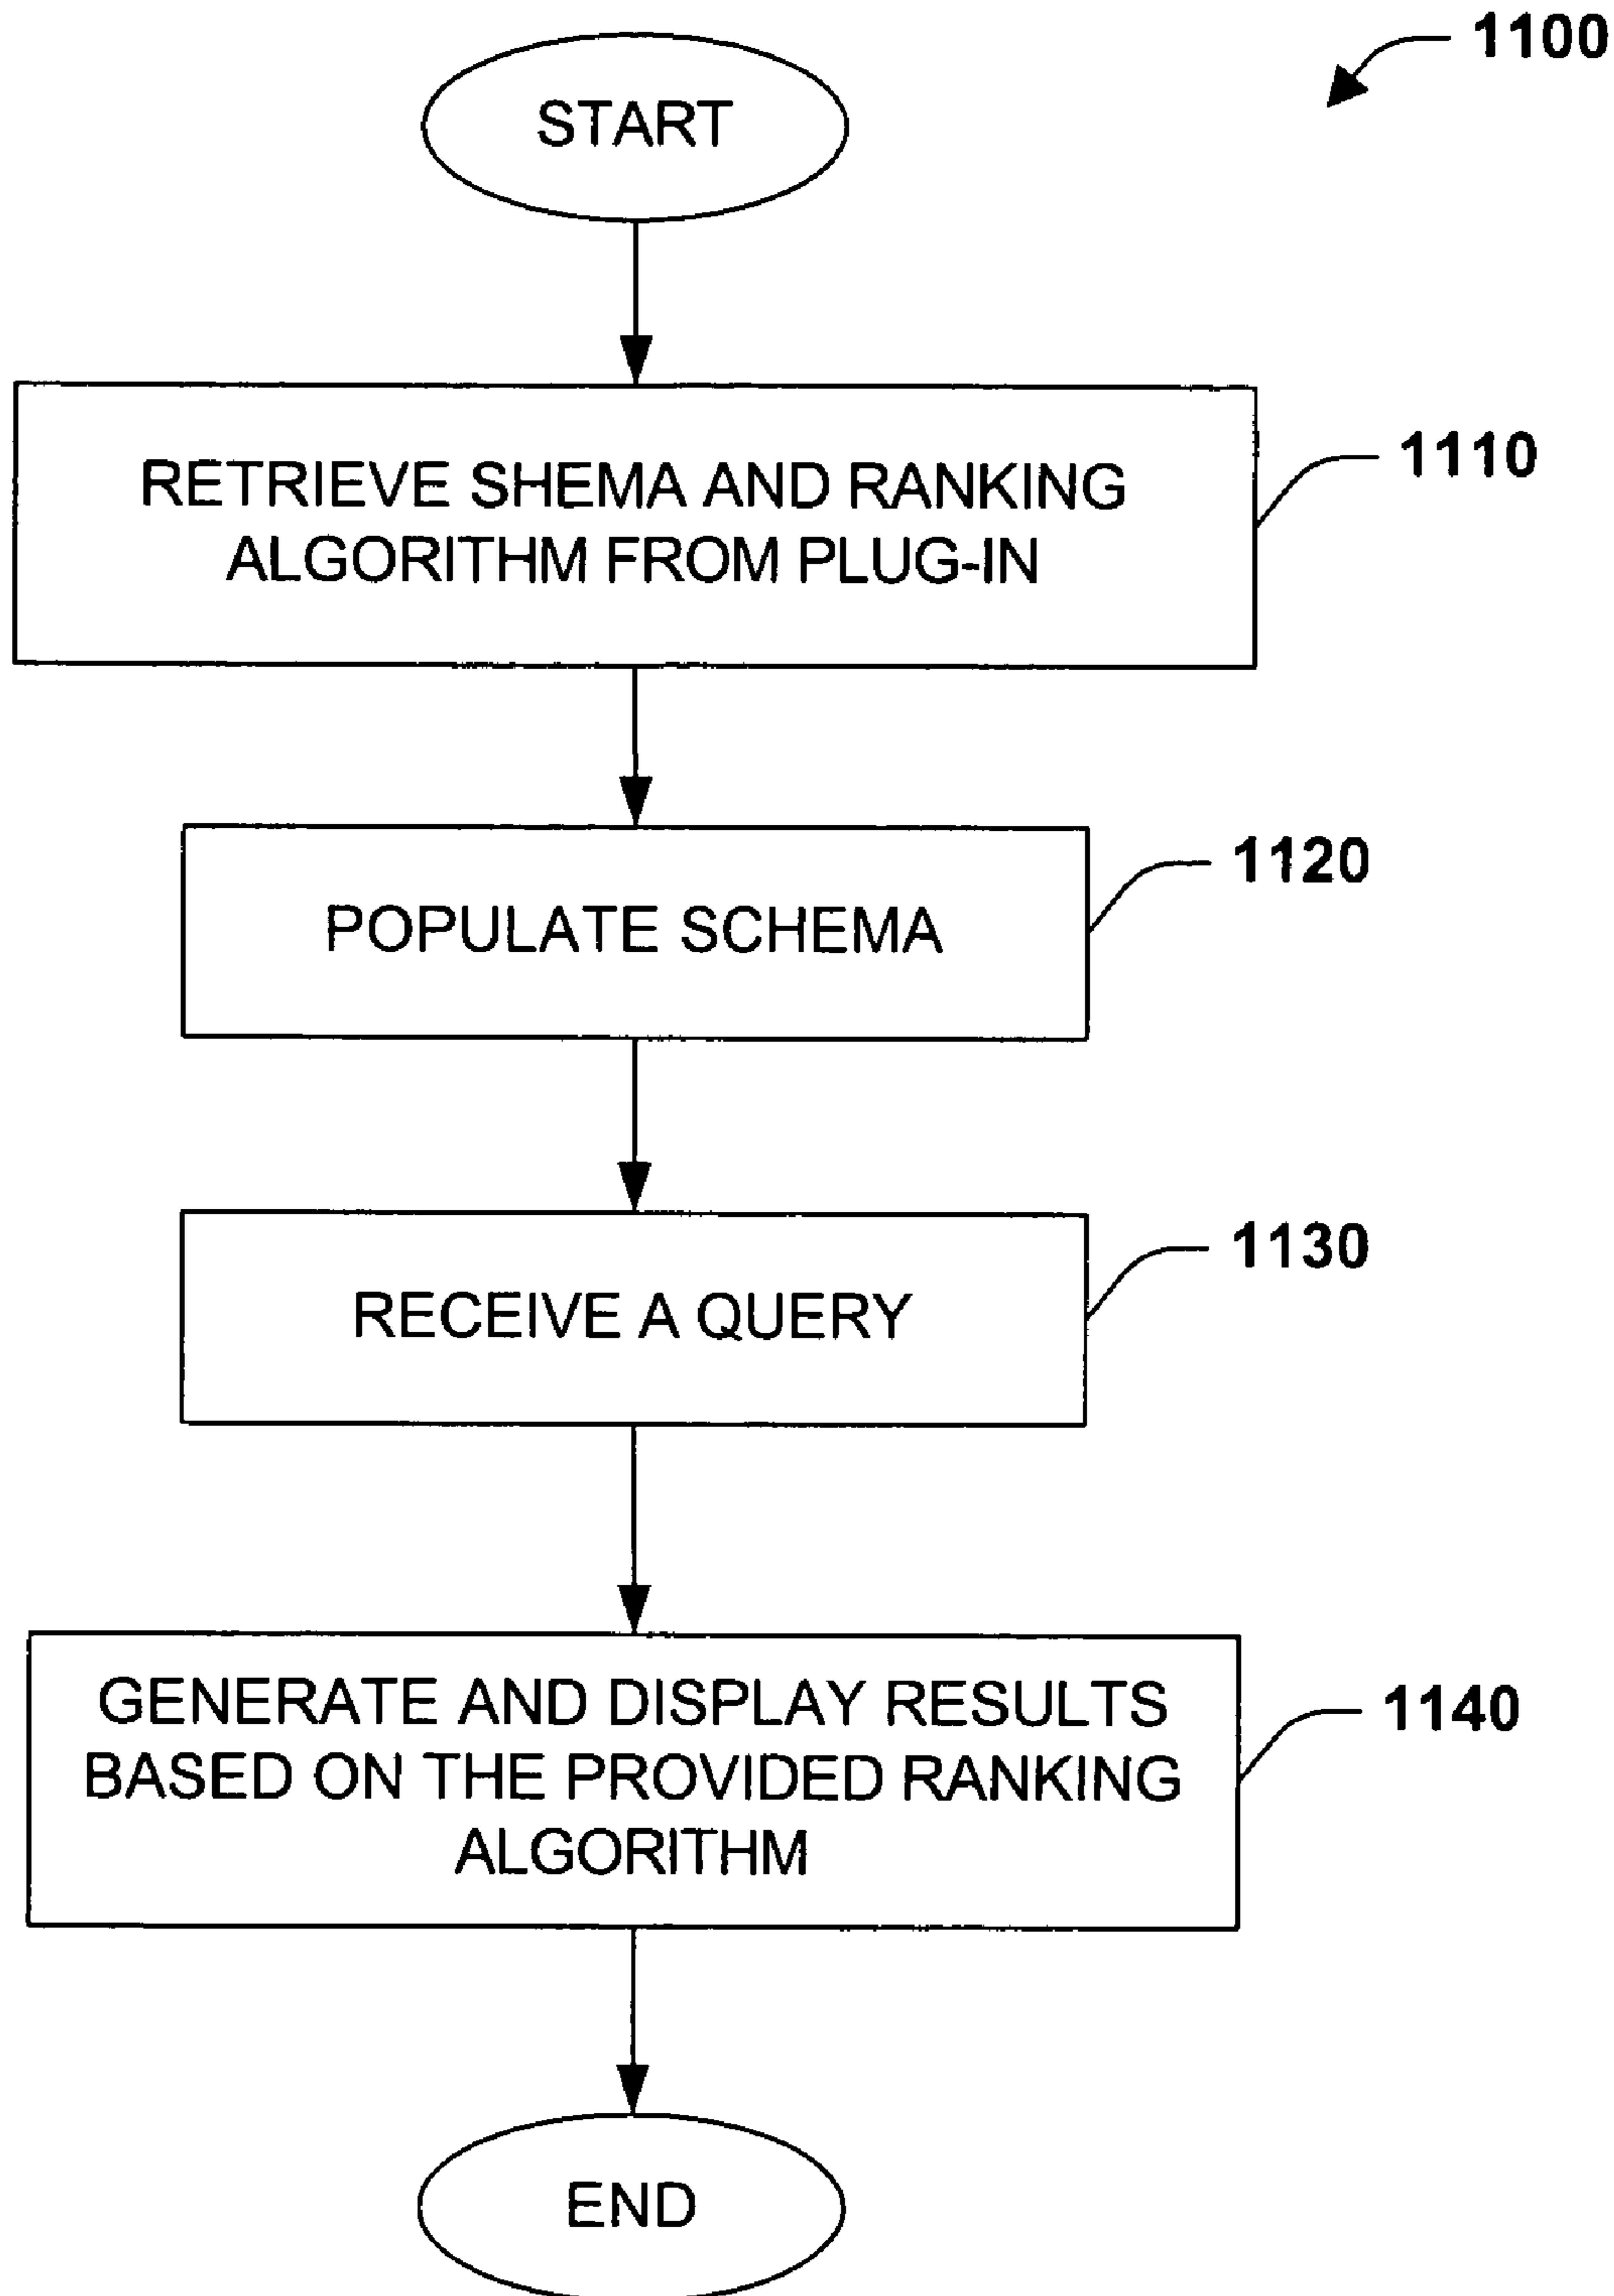 1100
START
RETRIEVE SHEMA AND RANKING
ALGORITHM FROM PLUG-IN
1110
POPULATE SCHEMA
1120
RECEIVE A QUERY
1130
GENERATE AND DISPLAY RESULTS
BASED ON THE PROVIDED RANKING
ALGORITHM
1140
END